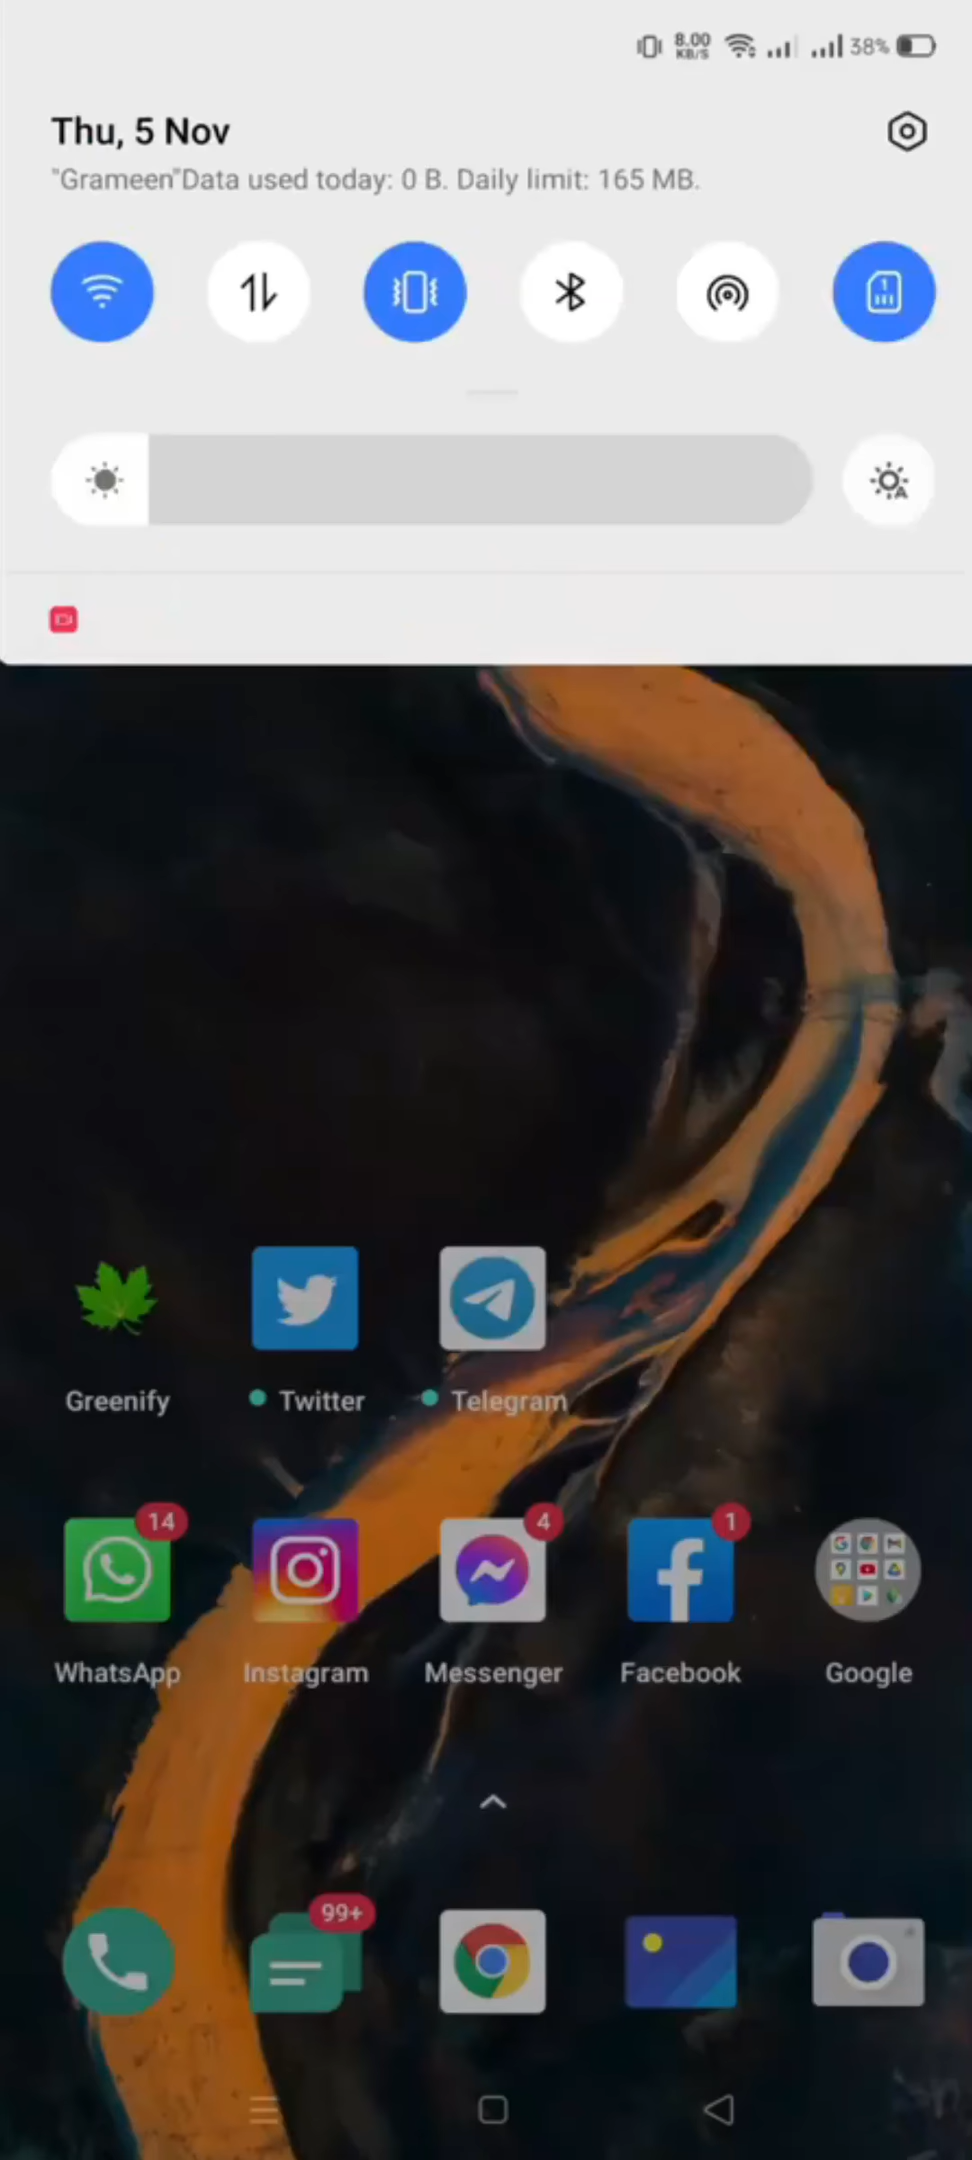 8.00
KB/S
38%
Thu, 5 Nov
"Grameen"Data used today: 0 B. Daily limit: 165 MB.
1
A
Greenify
Twitter
Telegram
14
4
1
WhatsApp
Instagram
Messenger
Facebook
Google
99+